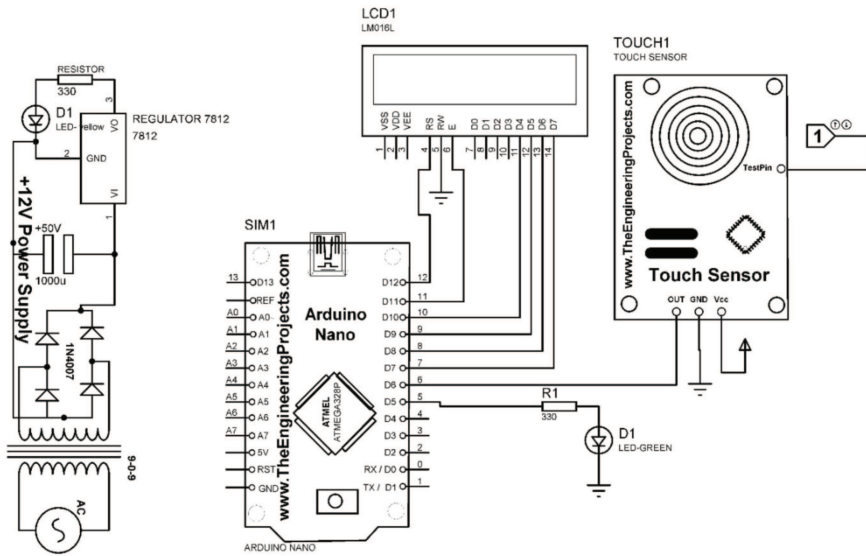 LCD1
LM016L
VSS
VDD
VEE
RS
RW
E
D0
D1
D2
D3
D4
D5
D6
D7
1
2
3
4
5
6
7
8
9
10
11
12
13
14
TOUCH1
TOUCH SENSOR
www.TheEngineeringProjects.com
TestPin
1
Touch Sensor
OUT
GND
Vcc
RESISTOR
330
D1
LED-yellow
REGULATOR 7812
7812
3
VO
2
GND
VI
1
+12V Power Supply
+50V
1000u
1N4007
9-0-9
AC
SIM1
www.TheEngineeringProjects.com
Arduino
Nano
ATMEL
ATMEGA328P
13
D13
REF
A0
A0
A1
A1
A2
A2
A3
A3
A4
A4
A5
A5
A6
A6
A7
A7
5V
RST
GND
D12
12
D11
11
D10
10
D9
9
D8
8
D7
7
D6
6
D5
5
D4
4
D3
3
D2
2
RX / D0
0
TX / D1
1
ARDUINO NANO
R1
330
D1
LED-GREEN